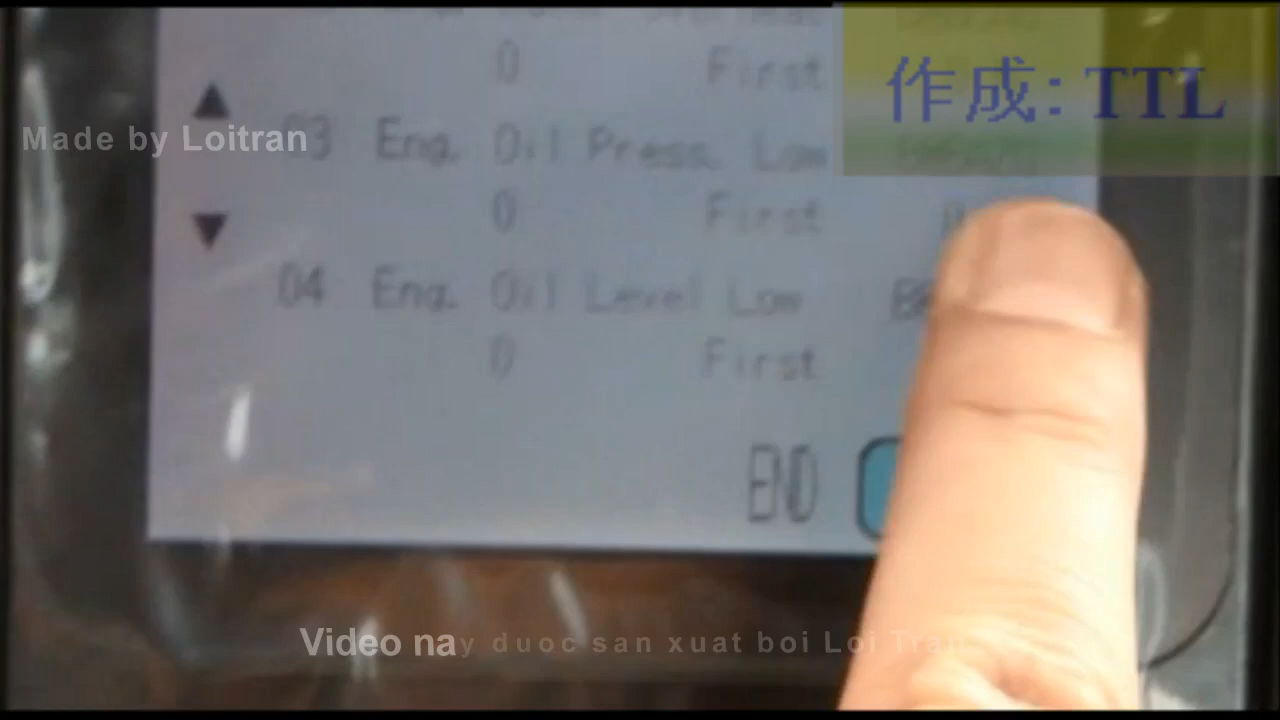 作成: TTL
0 First
Made by Loitran
03 Eng. Oil Press. Low
0 First
04 Eng. Oil Level Low
0 First
END
Video nay duoc san xuat boi Loi Tran